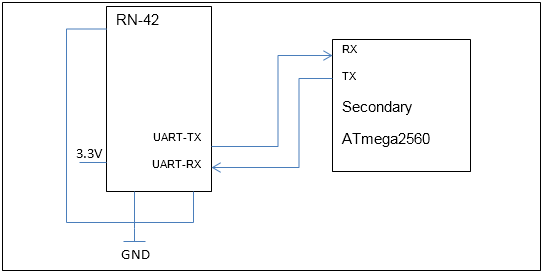 RN-42
RX
TX
Secondary
ATmega2560
UART-TX
3.3V
UART-RX
GND